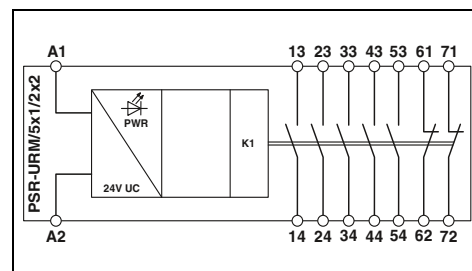 A1 13 23 33 43 53 61 71
PSR-URM/5x1/2x2
PWR
K1
24V UC
A2 14 24 34 44 54 62 72